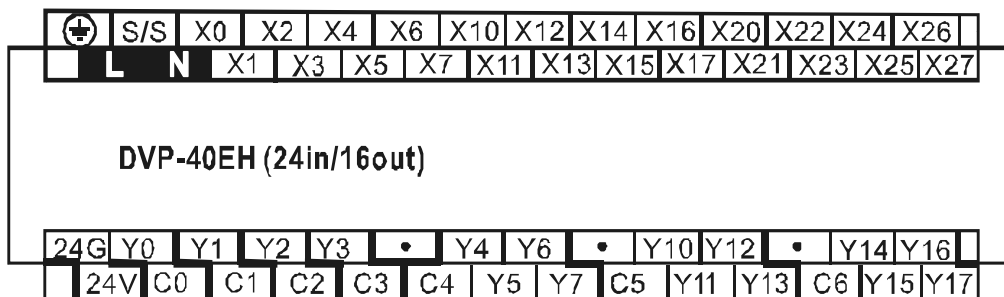 S/S X0 X2 X4 X6 X10 X12 X14 X16 X20 X22 X24 X26
L N X1 X3 X5 X7 X11 X13 X15 X17 X21 X23 X25 X27
DVP-40EH (24in/16out)
24G Y0 Y1 Y2 Y3 • Y4 Y6 • Y10 Y12 • Y14 Y16
24V C0 C1 C2 C3 C4 Y5 Y7 C5 Y11 Y13 C6 Y15 Y17